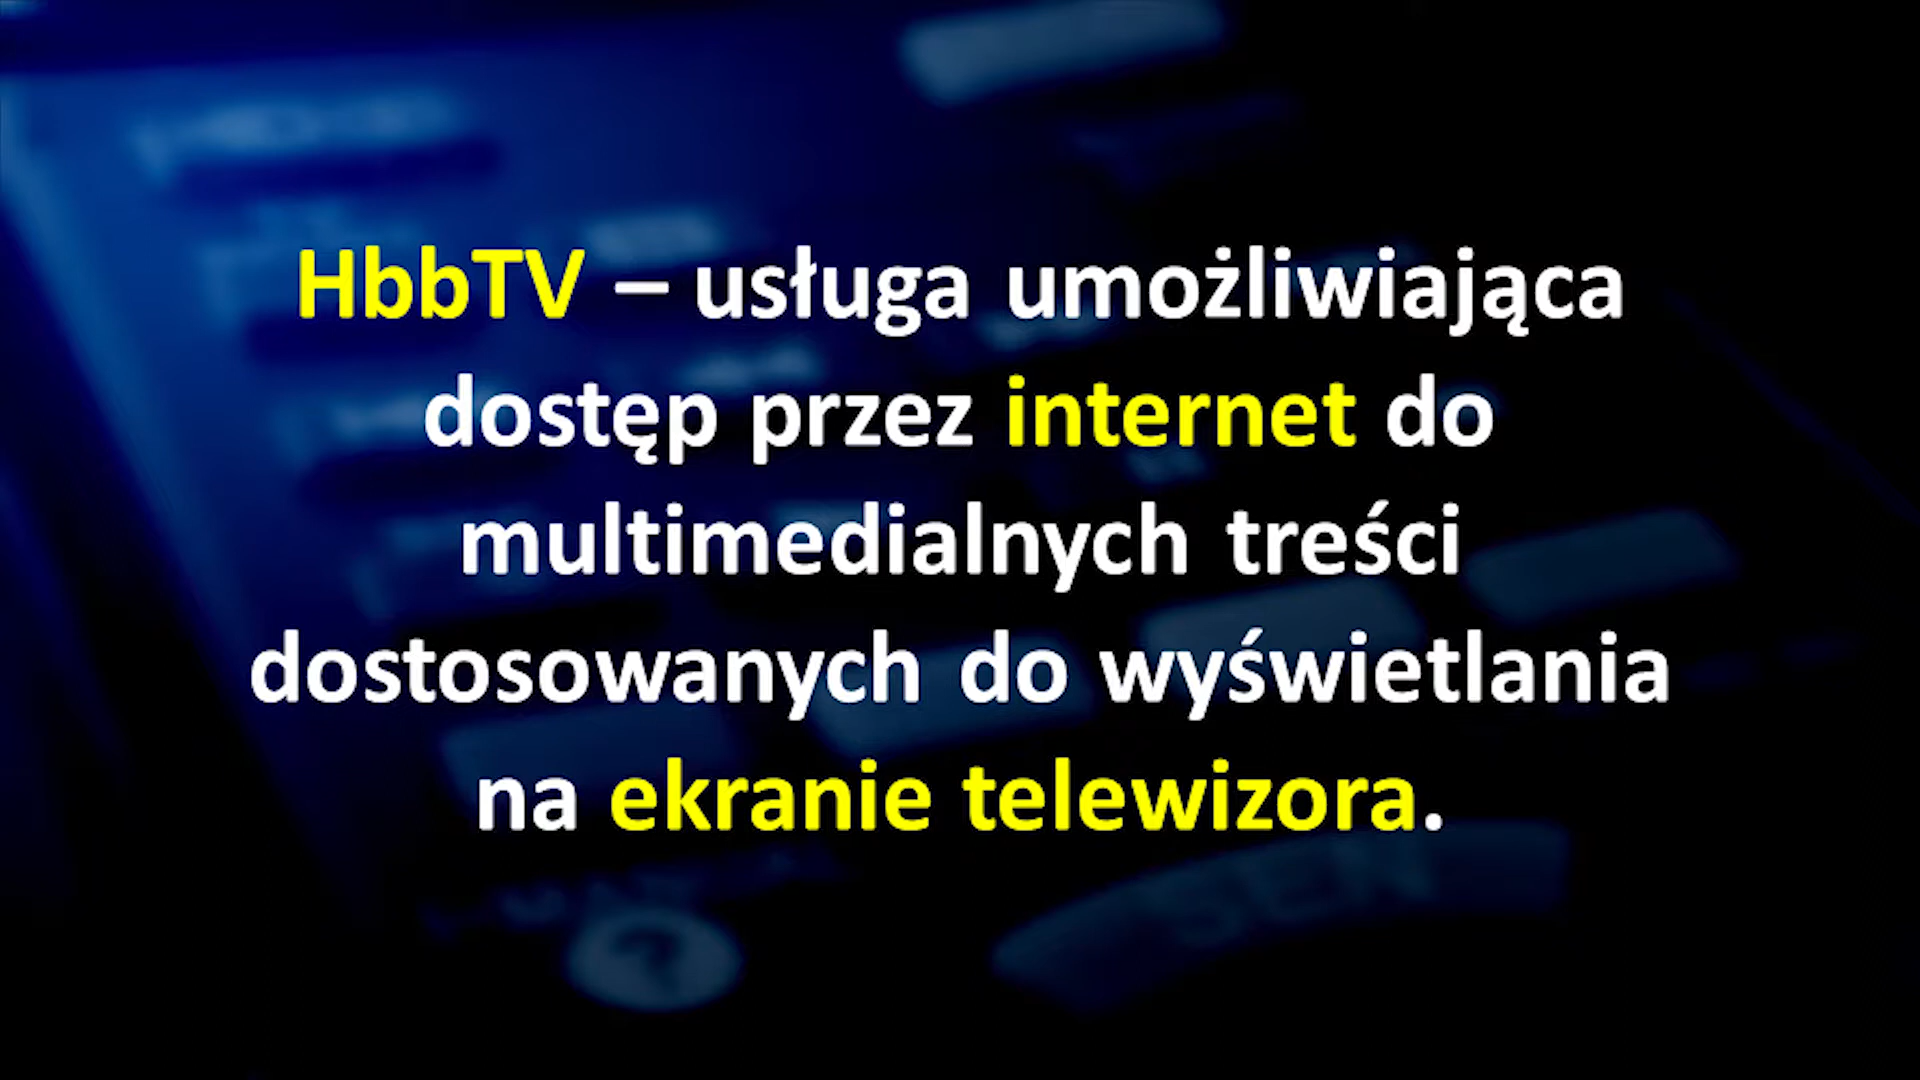 HbbTV – usługa umożliwiająca
dostęp przez internet do
multimedialnych treści
dostosowanych do wyświetlania
na ekranie telewizora.